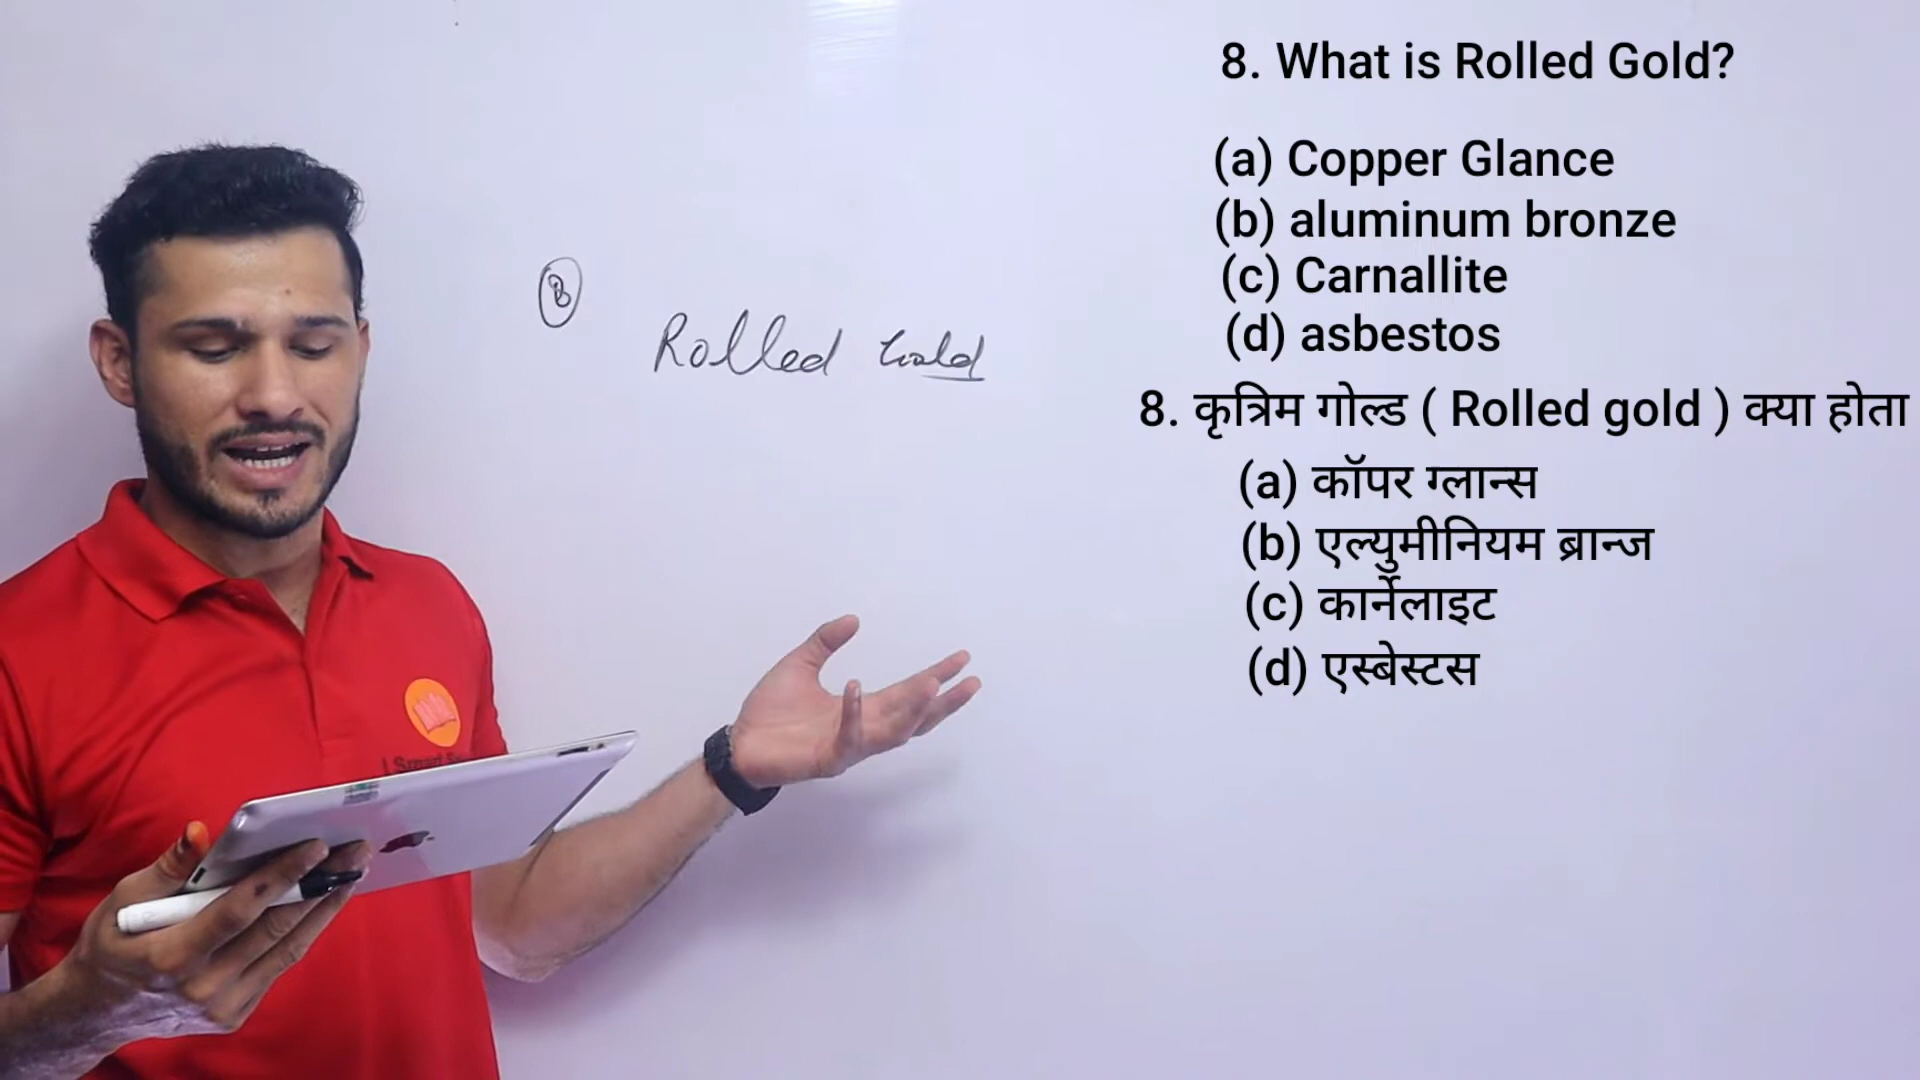 8. What is Rolled Gold?
(a) Copper Glance
(b) aluminum bronze
(c) Carnallite
(d) asbestos
8. कृत्रिम गोल्ड ( Rolled gold ) क्या होता
(a) कॉपर ग्लान्स
(b) एल्युमीनियम ब्रान्ज
(c) कार्नेलाइट
(d) एस्बेस्टस
Rolled Gold